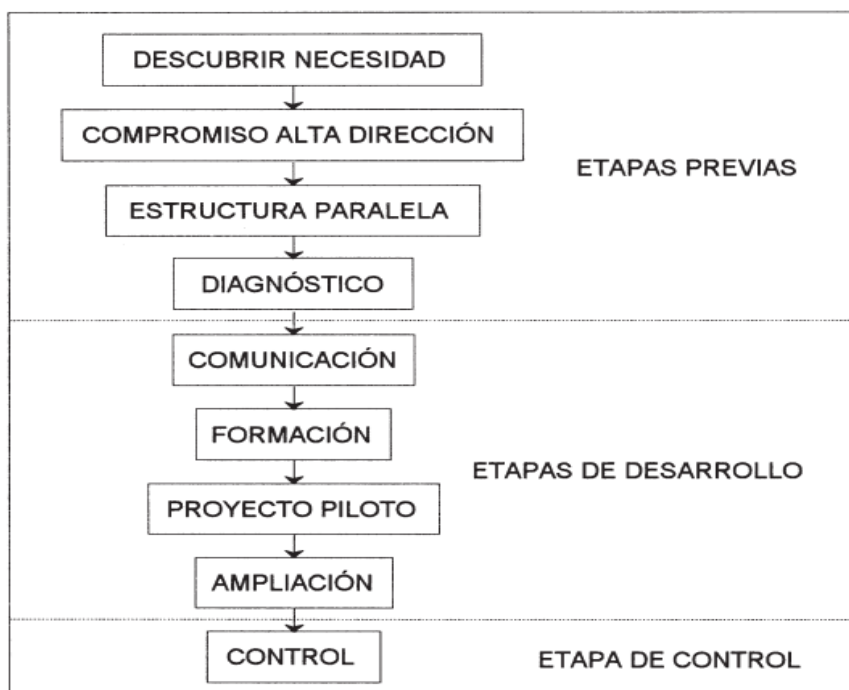 DESCUBRIR NECESIDAD
COMPROMISO ALTA DIRECCIÓN
ETAPAS PREVIAS
ESTRUCTURA PARALELA
DIAGNÓSTICO
COMUNICACIÓN
FORMACIÓN
ETAPAS DE DESARROLLO
PROYECTO PILOTO
AMPLIACIÓN
CONTROL
ETAPA DE CONTROL